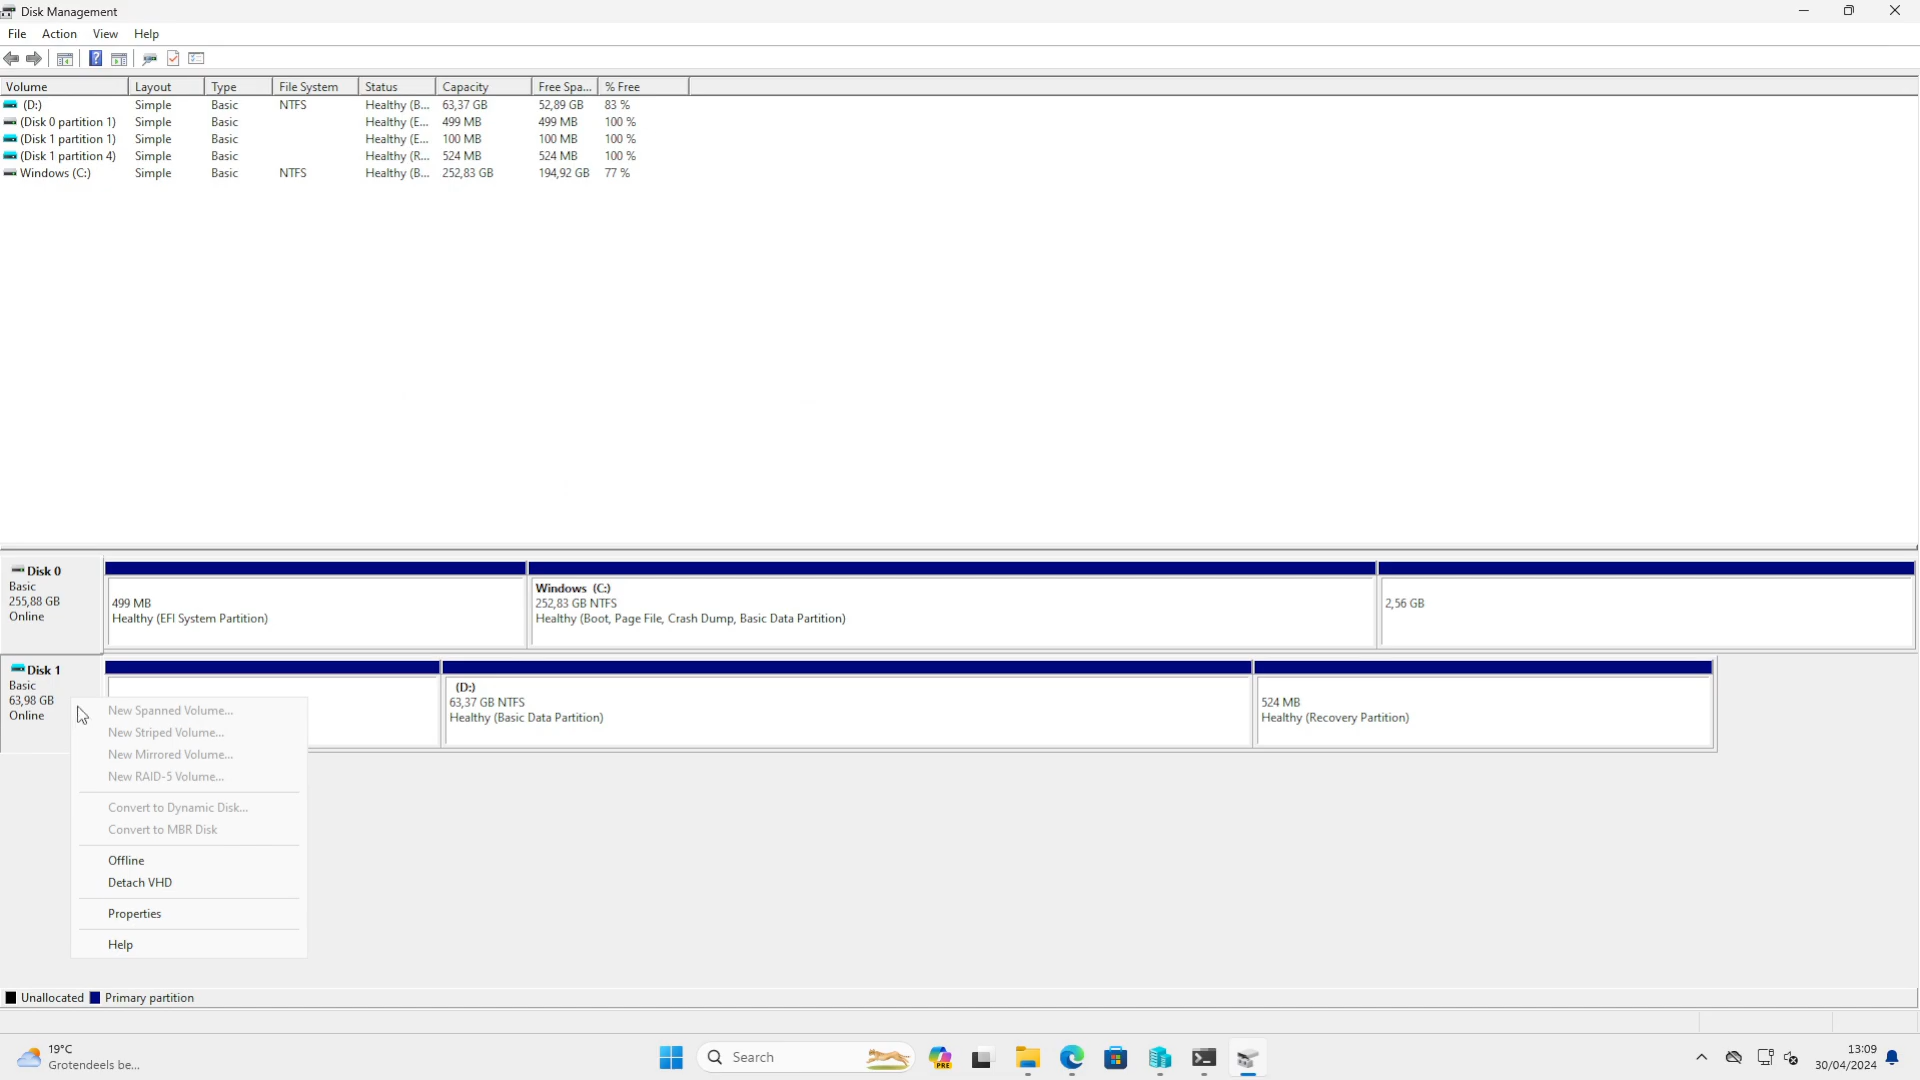 Disk Management
File Action View Help
Volume Layout Type File System Status Capacity Free Spa... % Free
(D:) Simple Basic NTFS Healthy (B... 63,37 GB 52,89 GB 83 %
(Disk 0 partition 1) Simple Basic Healthy (E... 499 MB 499 MB 100 %
(Disk 1 partition 1) Simple Basic Healthy (E... 100 MB 100 MB 100 %
(Disk 1 partition 4) Simple Basic Healthy (R... 524 MB 524 MB 100 %
Windows (C:) Simple Basic NTFS Healthy (B... 252,83 GB 194,92 GB 77 %
Disk 0
Basic
255,88 GB
Online
499 MB
Healthy (EFI System Partition)
Windows (C:)
252,83 GB NTFS
Healthy (Boot, Page File, Crash Dump, Basic Data Partition)
2,56 GB
Disk 1
Basic
63,98 GB
Online
(D:)
63,37 GB NTFS
Healthy (Basic Data Partition)
524 MB
Healthy (Recovery Partition)
New Spanned Volume...
New Striped Volume...
New Mirrored Volume...
New RAID-5 Volume...
Convert to Dynamic Disk...
Convert to MBR Disk
Offline
Detach VHD
Properties
Help
Unallocated Primary partition
19°C
Grotendeels be...
Search
PRE
13:09
30/04/2024